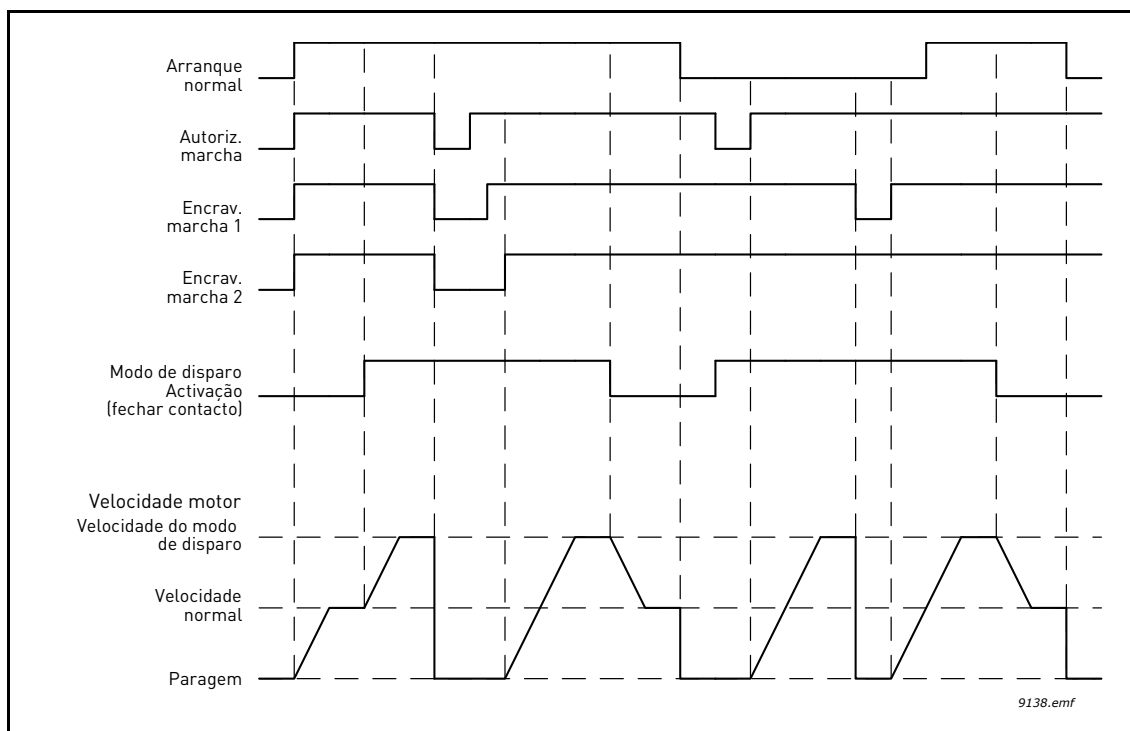 Arranque
normal
Autoriz.
marcha
Encrav.
marcha 1
Encrav.
marcha 2
Modo de disparo
Activação
(fechar contacto)
Velocidade motor
Velocidade do modo
de disparo
Velocidade
normal
Paragem
9138.emf